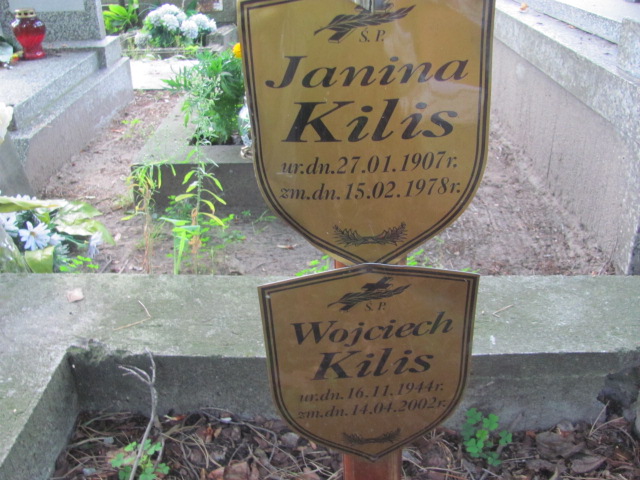 Ś.P.
Janina
Kilis
ur.dn.27.01.1907r.
zm.dn.15.02.1978r.
Ś.P.
Wojciech
Kilis
ur.dn.16.11.1944r.
zm.dn.14.04.2002r.